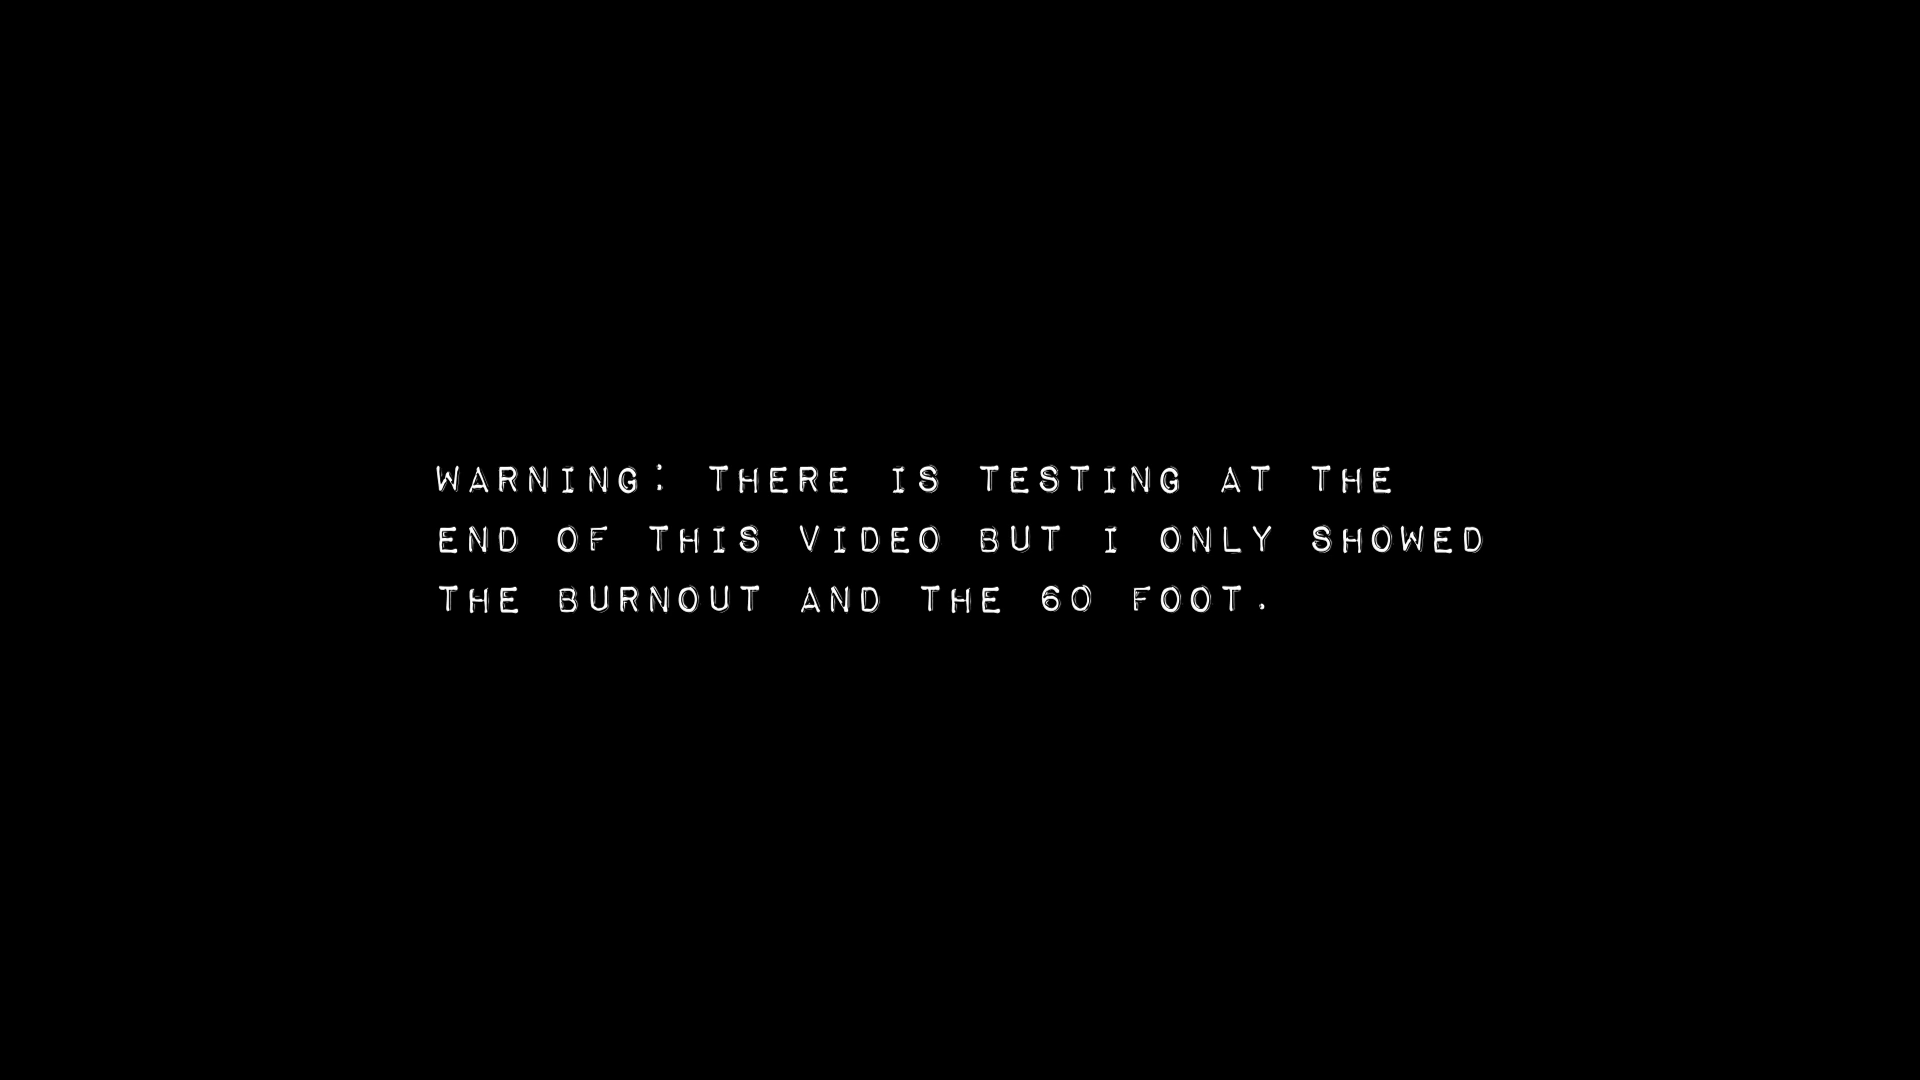 WARNING: THERE IS TESTING AT THE
END OF THIS VIDEO BUT I ONLY SHOWED
THE BURNOUT AND THE 60 FOOT.